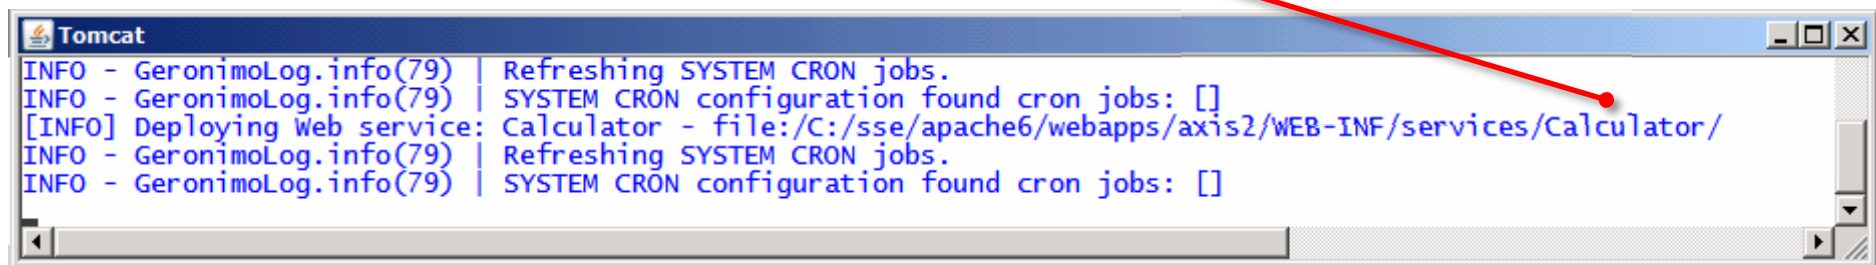 Tomcat
INFO - GeronimoLog.info(79) | Refreshing SYSTEM CRON jobs.
INFO - GeronimoLog.info(79) | SYSTEM CRON configuration found cron jobs: []
[INFO] Deploying Web service: Calculator - file:/C:/sse/apache6/webapps/axis2/WEB-INF/services/Calculator/
INFO - GeronimoLog.info(79) | Refreshing SYSTEM CRON jobs.
INFO - GeronimoLog.info(79) | SYSTEM CRON configuration found cron jobs: []